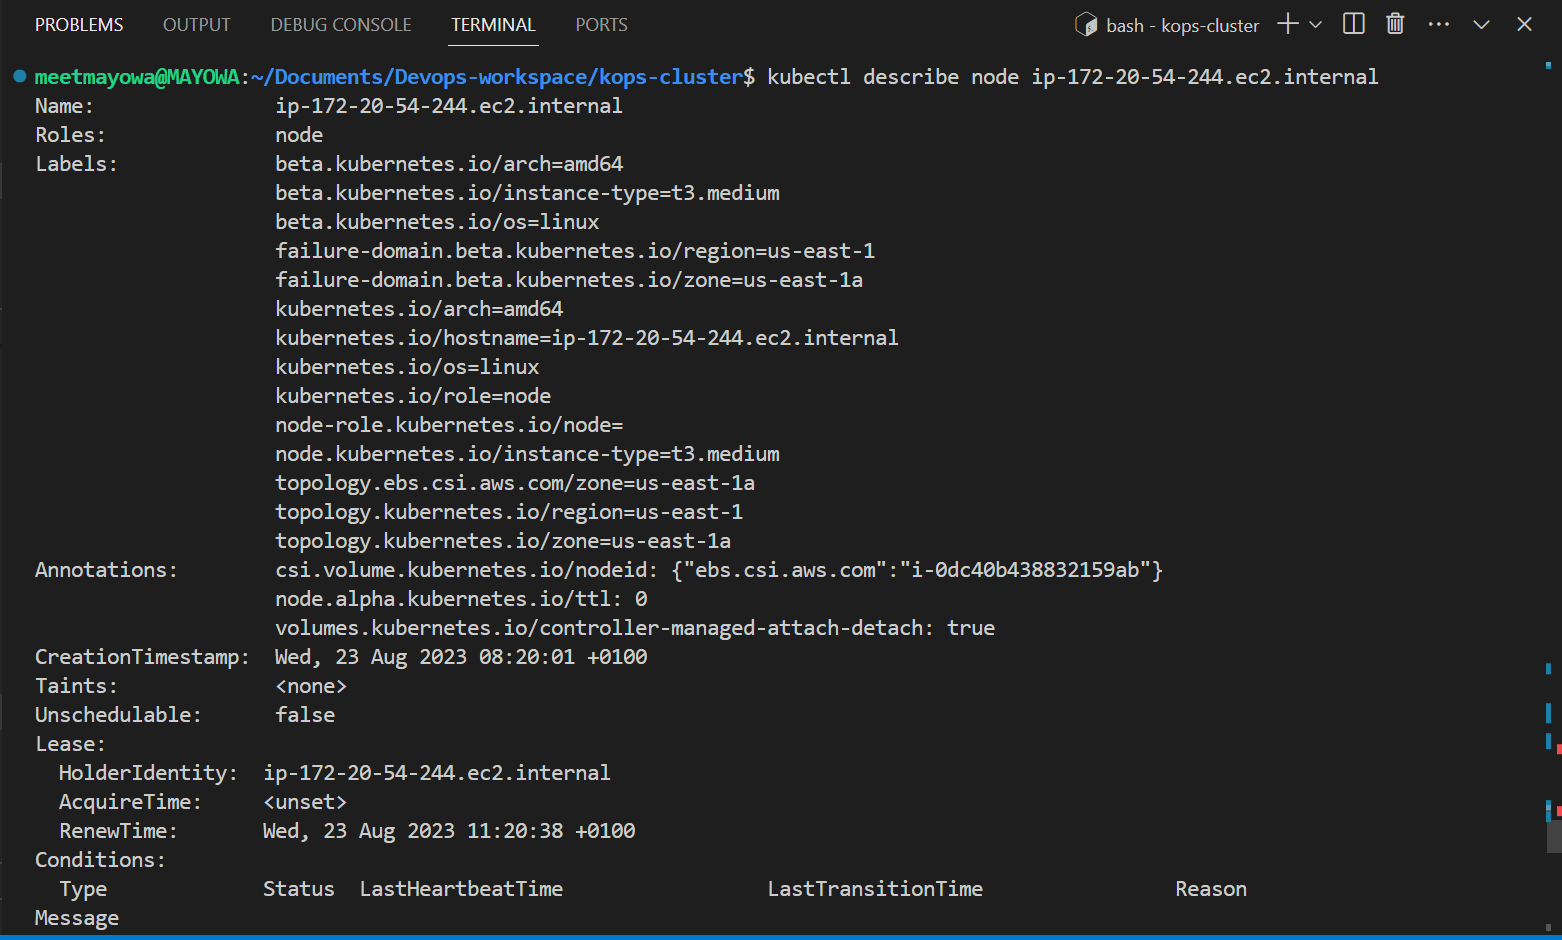 PROBLEMS OUTPUT DEBUG CONSOLE TERMINAL PORTS bash - kops-cluster
meetmayowa@MAYOWA:~/Documents/Devops-workspace/kops-cluster$ kubectl describe node ip-172-20-54-244.ec2.internal
Name: ip-172-20-54-244.ec2.internal
Roles: node
Labels: beta.kubernetes.io/arch=amd64
beta.kubernetes.io/instance-type=t3.medium
beta.kubernetes.io/os=linux
failure-domain.beta.kubernetes.io/region=us-east-1
failure-domain.beta.kubernetes.io/zone=us-east-1a
kubernetes.io/arch=amd64
kubernetes.io/hostname=ip-172-20-54-244.ec2.internal
kubernetes.io/os=linux
kubernetes.io/role=node
node-role.kubernetes.io/node=
node.kubernetes.io/instance-type=t3.medium
topology.ebs.csi.aws.com/zone=us-east-1a
topology.kubernetes.io/region=us-east-1
topology.kubernetes.io/zone=us-east-1a
Annotations: csi.volume.kubernetes.io/nodeid: {"ebs.csi.aws.com":"i-0dc40b438832159ab"}
node.alpha.kubernetes.io/ttl: 0
volumes.kubernetes.io/controller-managed-attach-detach: true
CreationTimestamp: Wed, 23 Aug 2023 08:20:01 +0100
Taints: <none>
Unschedulable: false
Lease:
HolderIdentity: ip-172-20-54-244.ec2.internal
AcquireTime: <unset>
RenewTime: Wed, 23 Aug 2023 11:20:38 +0100
Conditions:
Type Status LastHeartbeatTime LastTransitionTime Reason
Message